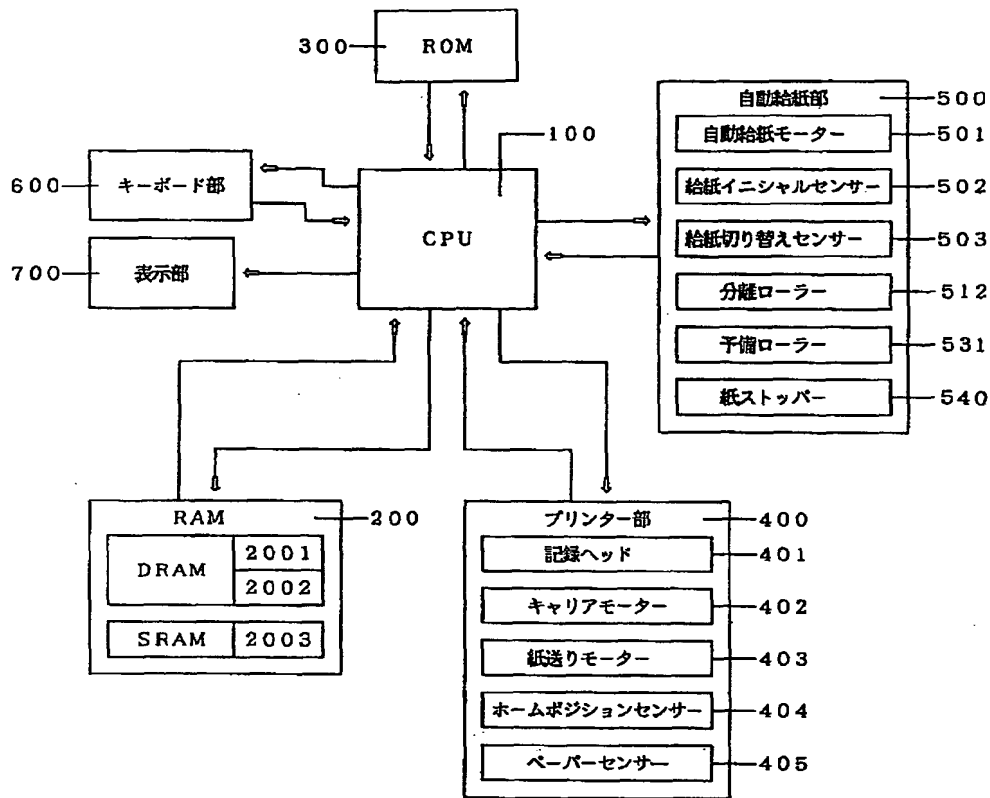 300 ROM
100
CPU
600 キーボード部
700 表示部
自動給紙部 500
自動給紙モーター 501
給紙イニシャルセンサー 502
給紙切り替えセンサー 503
分離ローラー 512
予備ローラー 531
紙ストッパー 540
RAM 200
DRAM 2001
2002
SRAM 2003
プリンター部 400
記録ヘッド 401
キャリアモーター 402
紙送りモーター 403
ホームポジションセンサー 404
ペーパーセンサー 405